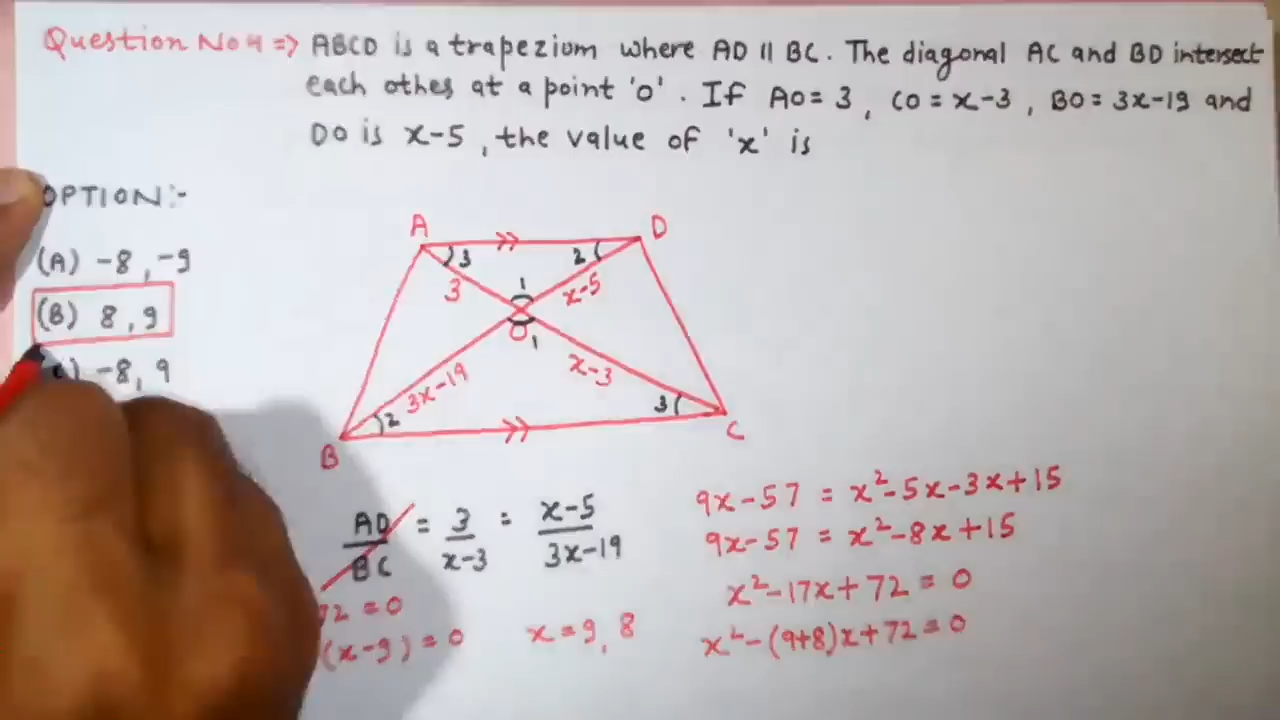 Question No 4 => ABCD is a trapezium where AD || BC. The diagonal AC and BD intersect
each othes at a point 'O'. If AO = 3, CO = x-3, BO = 3x-19 and
DO is x-5, the value of 'x' is
OPTION:-
(A) -8, -9
(B) 8, 9
-8, 9
A
D
3
2
3
1
x-5
O
1
3x-19
x-3
2
3
B
C
AD/BC = 3/x-3 = x-5/3x-19
72 = 0
(x-9) = 0
x = 9, 8
9x-57 = x²-5x-3x+15
9x-57 = x²-8x+15
x²-17x+72 = 0
x²-(9+8)x+72 = 0